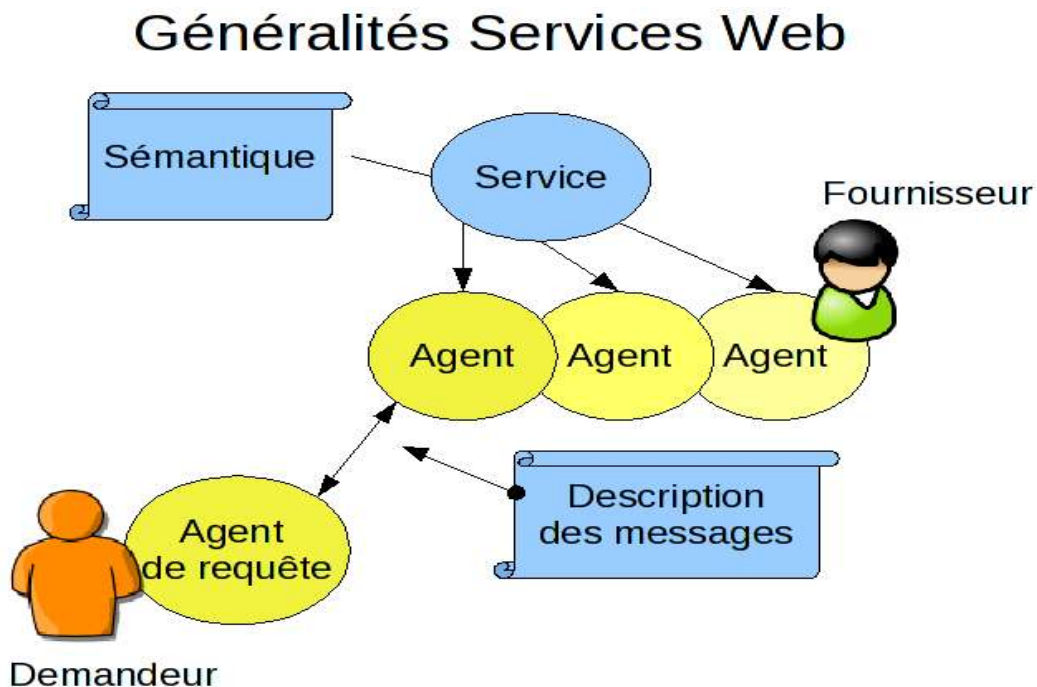 Généralités Services Web
Sémantique
Service
Fournisseur
Agent
Agent
Agent
Description
des messages
Agent
de requête
Demandeur